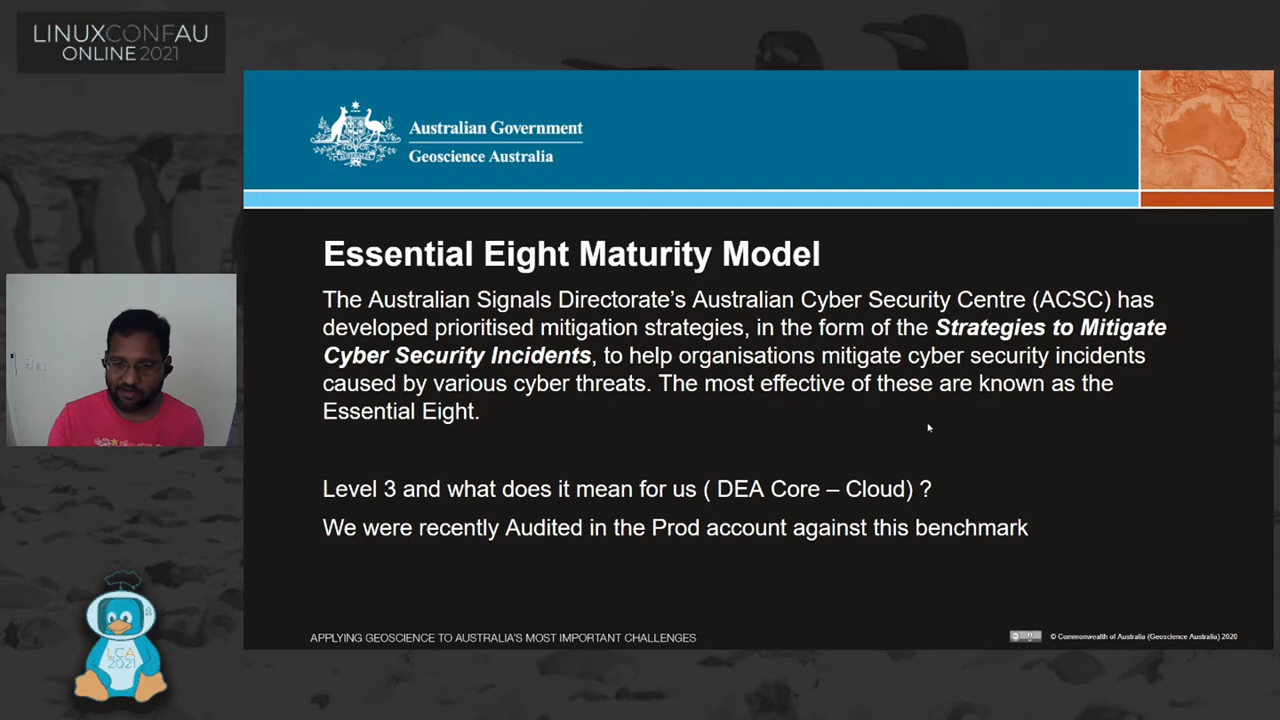 LINUXCONFAU
ONLINE 2021
Australian Government
Geoscience Australia
Essential Eight Maturity Model
The Australian Signals Directorate's Australian Cyber Security Centre (ACSC) has
developed prioritised mitigation strategies, in the form of the Strategies to Mitigate
Cyber Security Incidents, to help organisations mitigate cyber security incidents
caused by various cyber threats. The most effective of these are known as the
Essential Eight.
Level 3 and what does it mean for us ( DEA Core – Cloud) ?
We were recently Audited in the Prod account against this benchmark
LCA
2021
APPLYING GEOSCIENCE TO AUSTRALIA'S MOST IMPORTANT CHALLENGES
© Commonwealth of Australia (Geoscience Australia) 2020